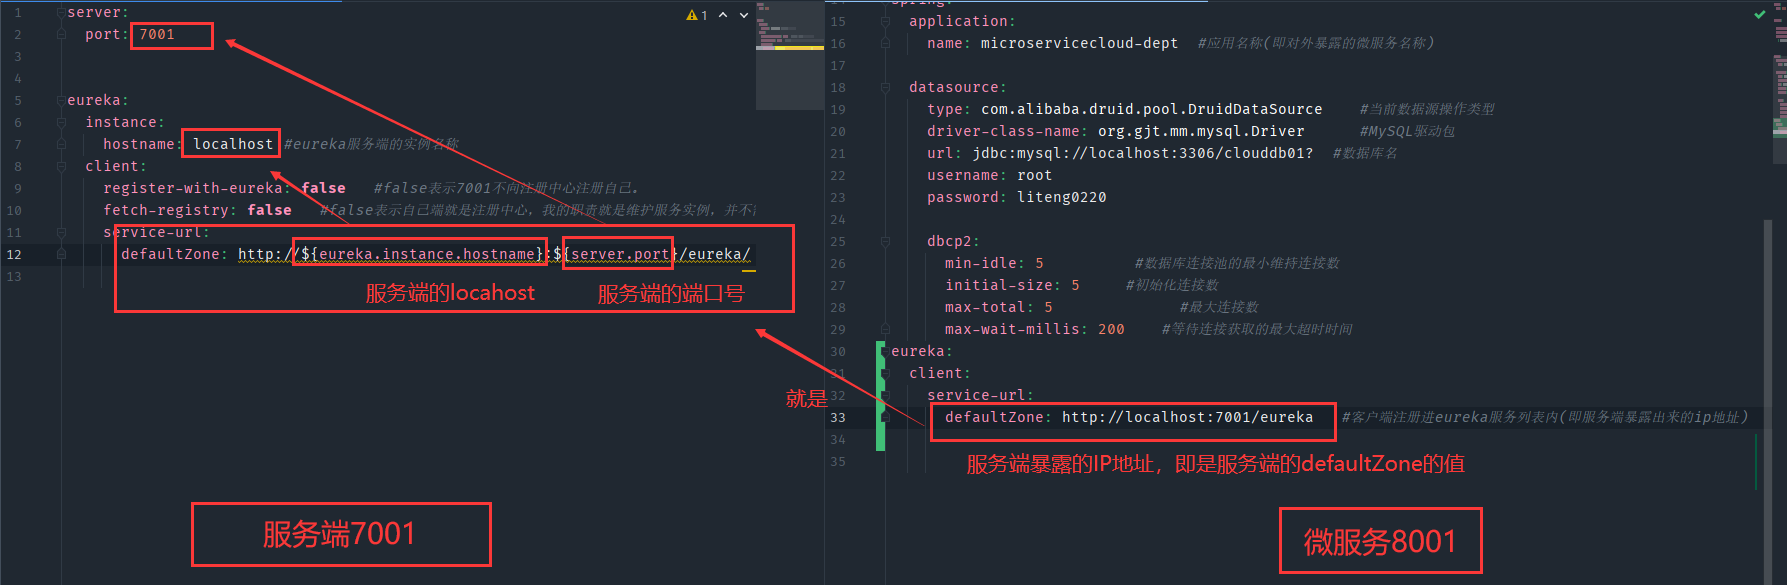 1 server:
2 port: 7001
3
4
5 eureka:
6 instance:
7 hostname: localhost #eureka服务端的实例名称
8 client:
9 register-with-eureka: false #false表示7001不向注册中心注册自己.
10 fetch-registry: false #false表示自己端就是注册中心，我的职责就是维护服务实例，并不
11 service-url:
12 defaultZone: http://${eureka.instance.hostname}:${server.port}/eureka/
13
1
服务端的locahost
服务端的端口号
服务端7001
15 application:
16 name: microservicecloud-dept #应用名称(即对外暴露的微服务名称)
17
18 datasource:
19 type: com.alibaba.druid.pool.DruidDataSource #当前数据源操作类型
20 driver-class-name: org.gjt.mm.mysql.Driver #MySQL驱动包
21 url: jdbc:mysql://localhost:3306/clouddb01? #数据库名
22 username: root
23 password: liteng0220
24
25 dbcp2:
26 min-idle: 5 #数据库连接池的最小维持连接数
27 initial-size: 5 #初始化连接数
28 max-total: 5 #最大连接数
29 max-wait-millis: 200 #等待连接获取的最大超时时间
30 eureka:
31 client:
32 service-url:
33 defaultZone: http://localhost:7001/eureka #客户端注册进eureka服务列表内(即服务端暴露出来的ip地址)
34
35
就是
服务端暴露的IP地址，即是服务端的defaultZone的值
微服务8001